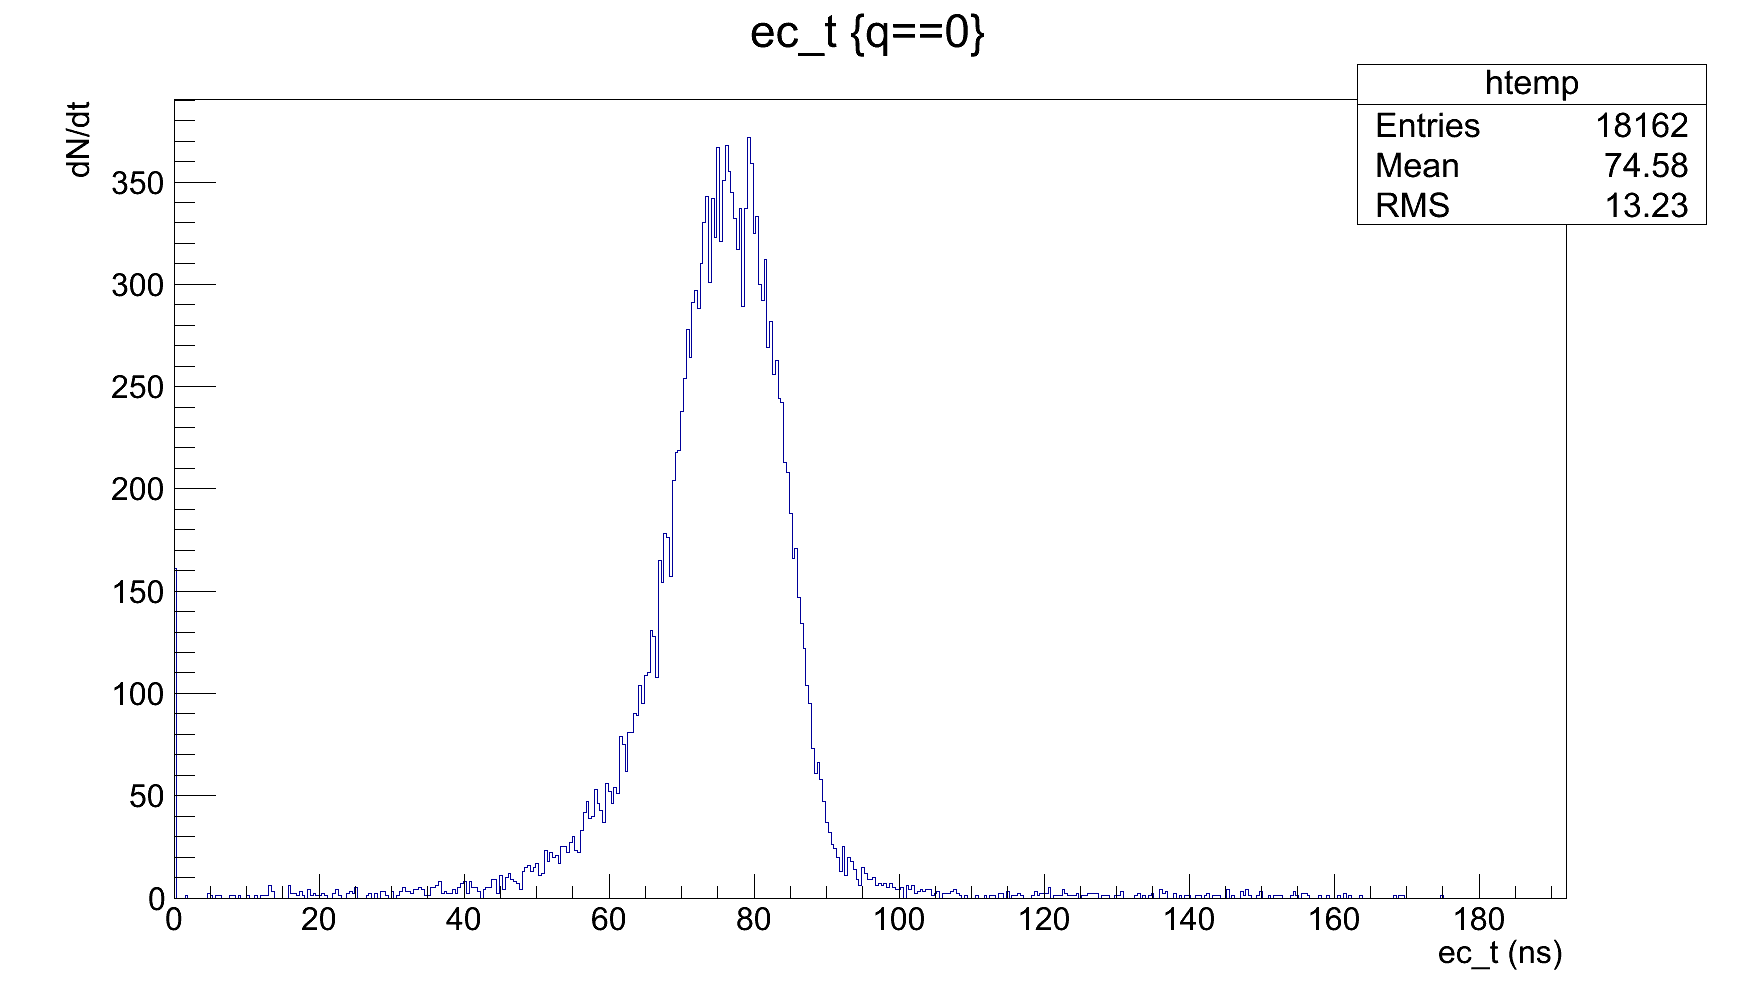 ec_t {q==0}
htemp
Entries 18162
Mean 74.58
RMS 13.23
dN/dt
350
300
250
200
150
100
50
0
0 20 40 60 80 100 120 140 160 180
ec_t (ns)